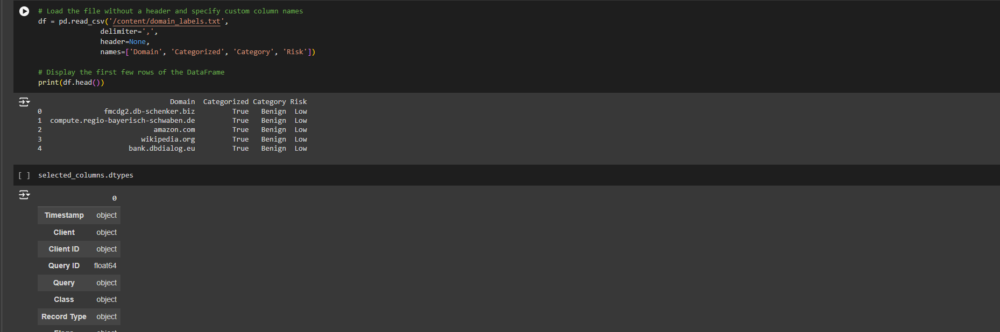 # Load the file without a header and specify custom column names
df = pd.read_csv('/content/domain_labels.txt',
delimiter=',',
header=None,
names=['Domain', 'Categorized', 'Category', 'Risk'])
# Display the first few rows of the DataFrame
print(df.head())
Domain Categorized Category Risk
0 fmcdg2.db-schenker.biz True Benign Low
1 compute.regio-bayerisch-schwaben.de True Benign Low
2 amazon.com True Benign Low
3 wikipedia.org True Benign Low
4 bank.dbdialog.eu True Benign Low
[ ] selected_columns.dtypes
0
Timestamp object
Client object
Client ID object
Query ID float64
Query object
Class object
Record Type object